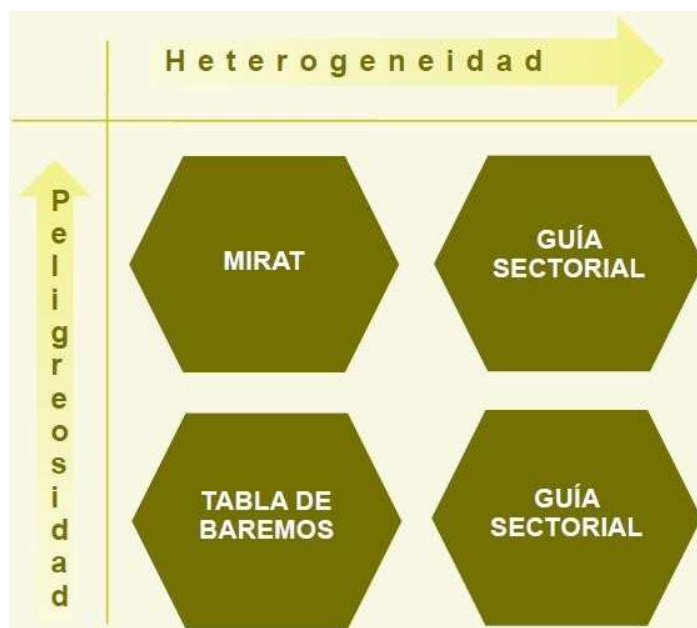 Heterogeneidad
Peligreosidad
MIRAT
GUÍA
SECTORIAL
TABLA DE
BAREMOS
GUÍA
SECTORIAL